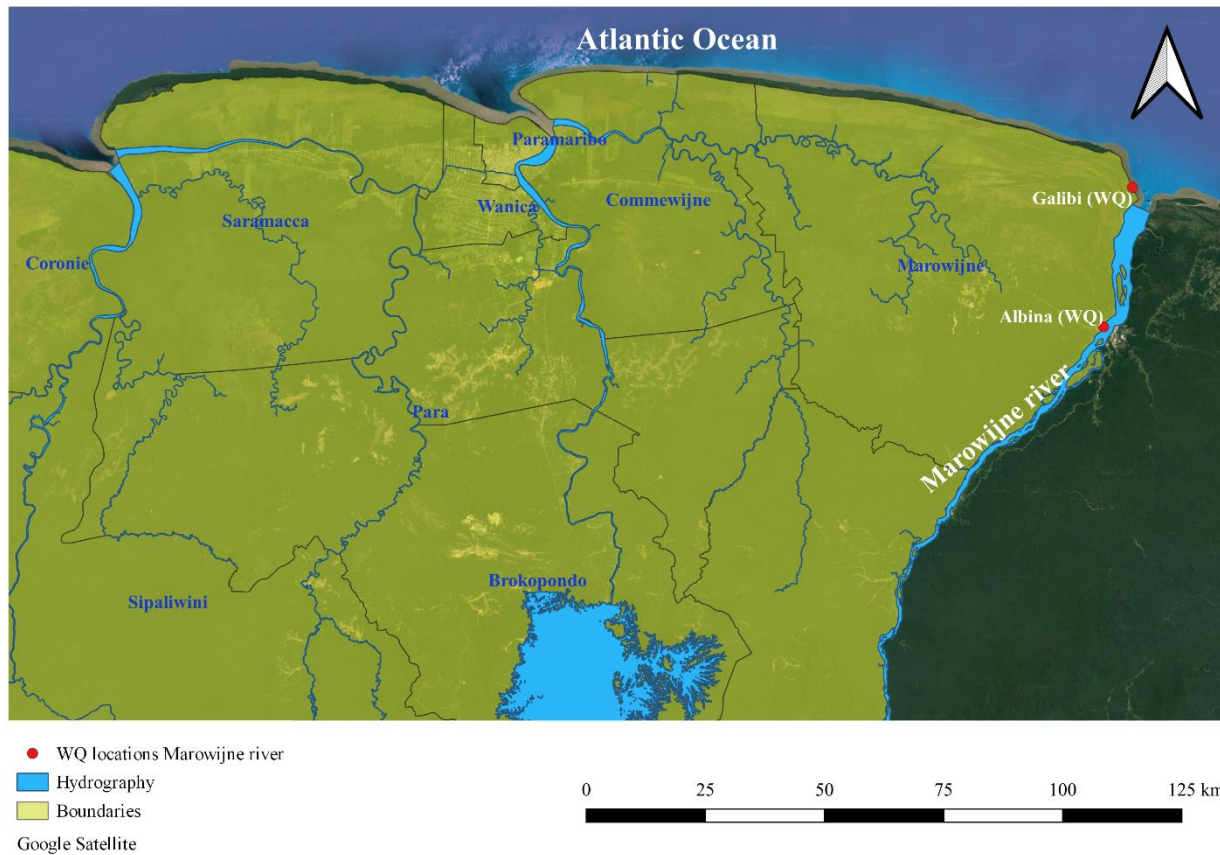 Atlantic Ocean
Paramaribo
Galibi (WQ)
Wanica
Commewijne
Saramacca
Coronie
Marowijne
Albina (WQ)
Marowijne river
Para
Brokopondo
Sipaliwini
WQ locations Marowijne river
Hydrography
Boundaries
Google Satellite
0 25 50 75 100 125 km